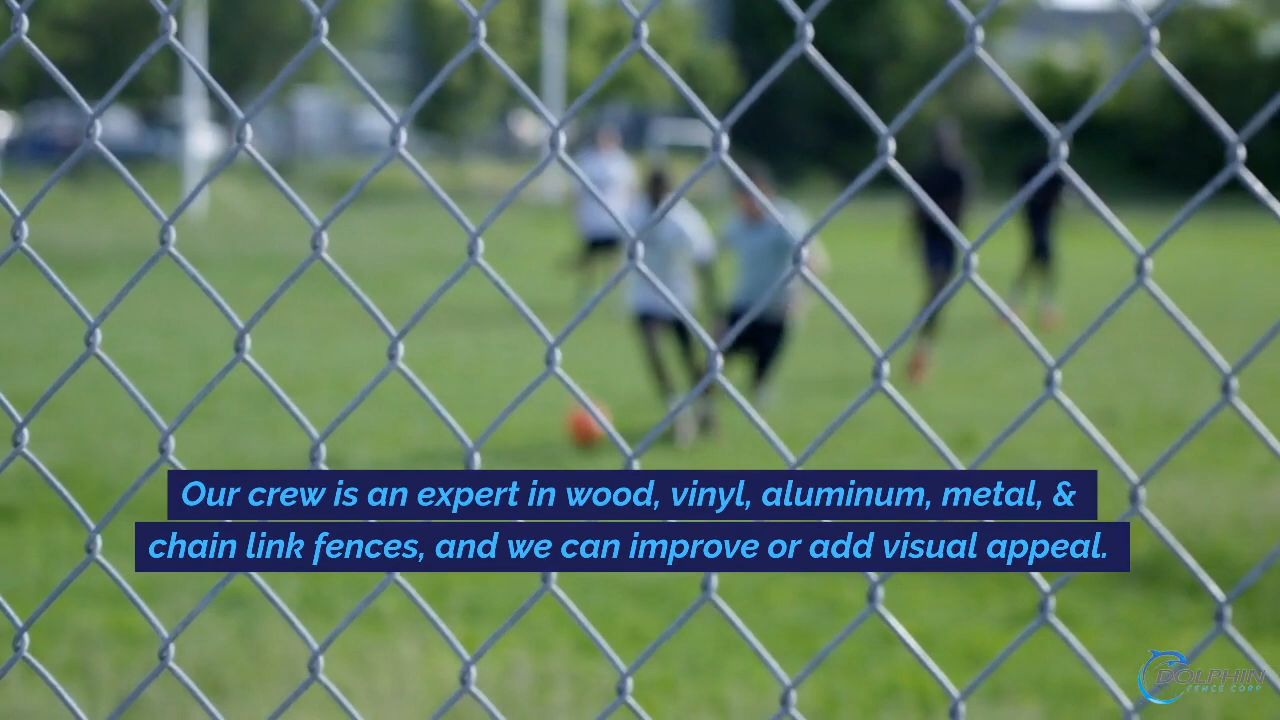 Our crew is an expert in wood, vinyl, aluminum, metal, &
chain link fences, and we can improve or add visual appeal.
DOLPHIN
FENCE CORP